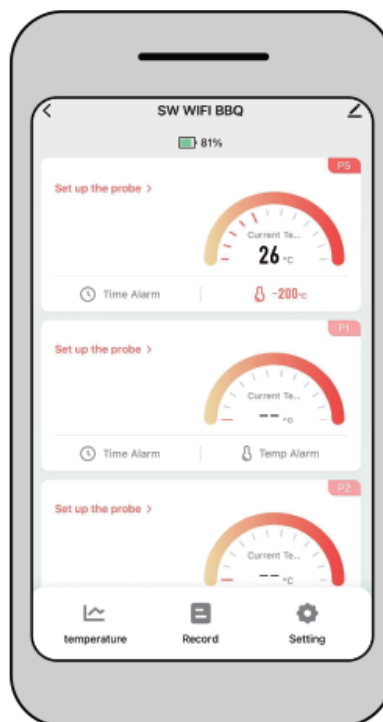 SW WIFI BBQ
81%
P5
Set up the probe >
Current Te...
26 °C
Time Alarm
-200°C
P1
Set up the probe >
Current Te...
-- °C
Time Alarm
Temp Alarm
P2
Set up the probe >
Current Te...
-- °C
temperature
Record
Setting